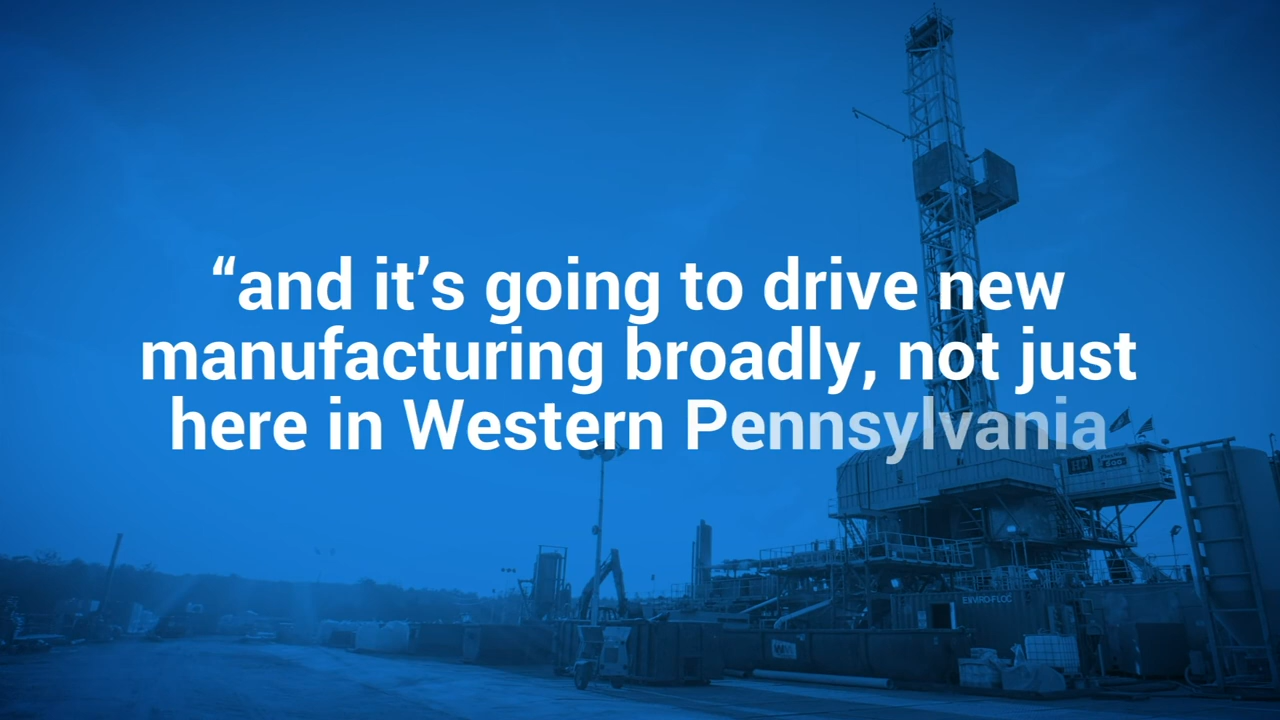 “and it’s going to drive new
manufacturing broadly, not just
here in Western Pennsylvania
ENVIRO-FLOC